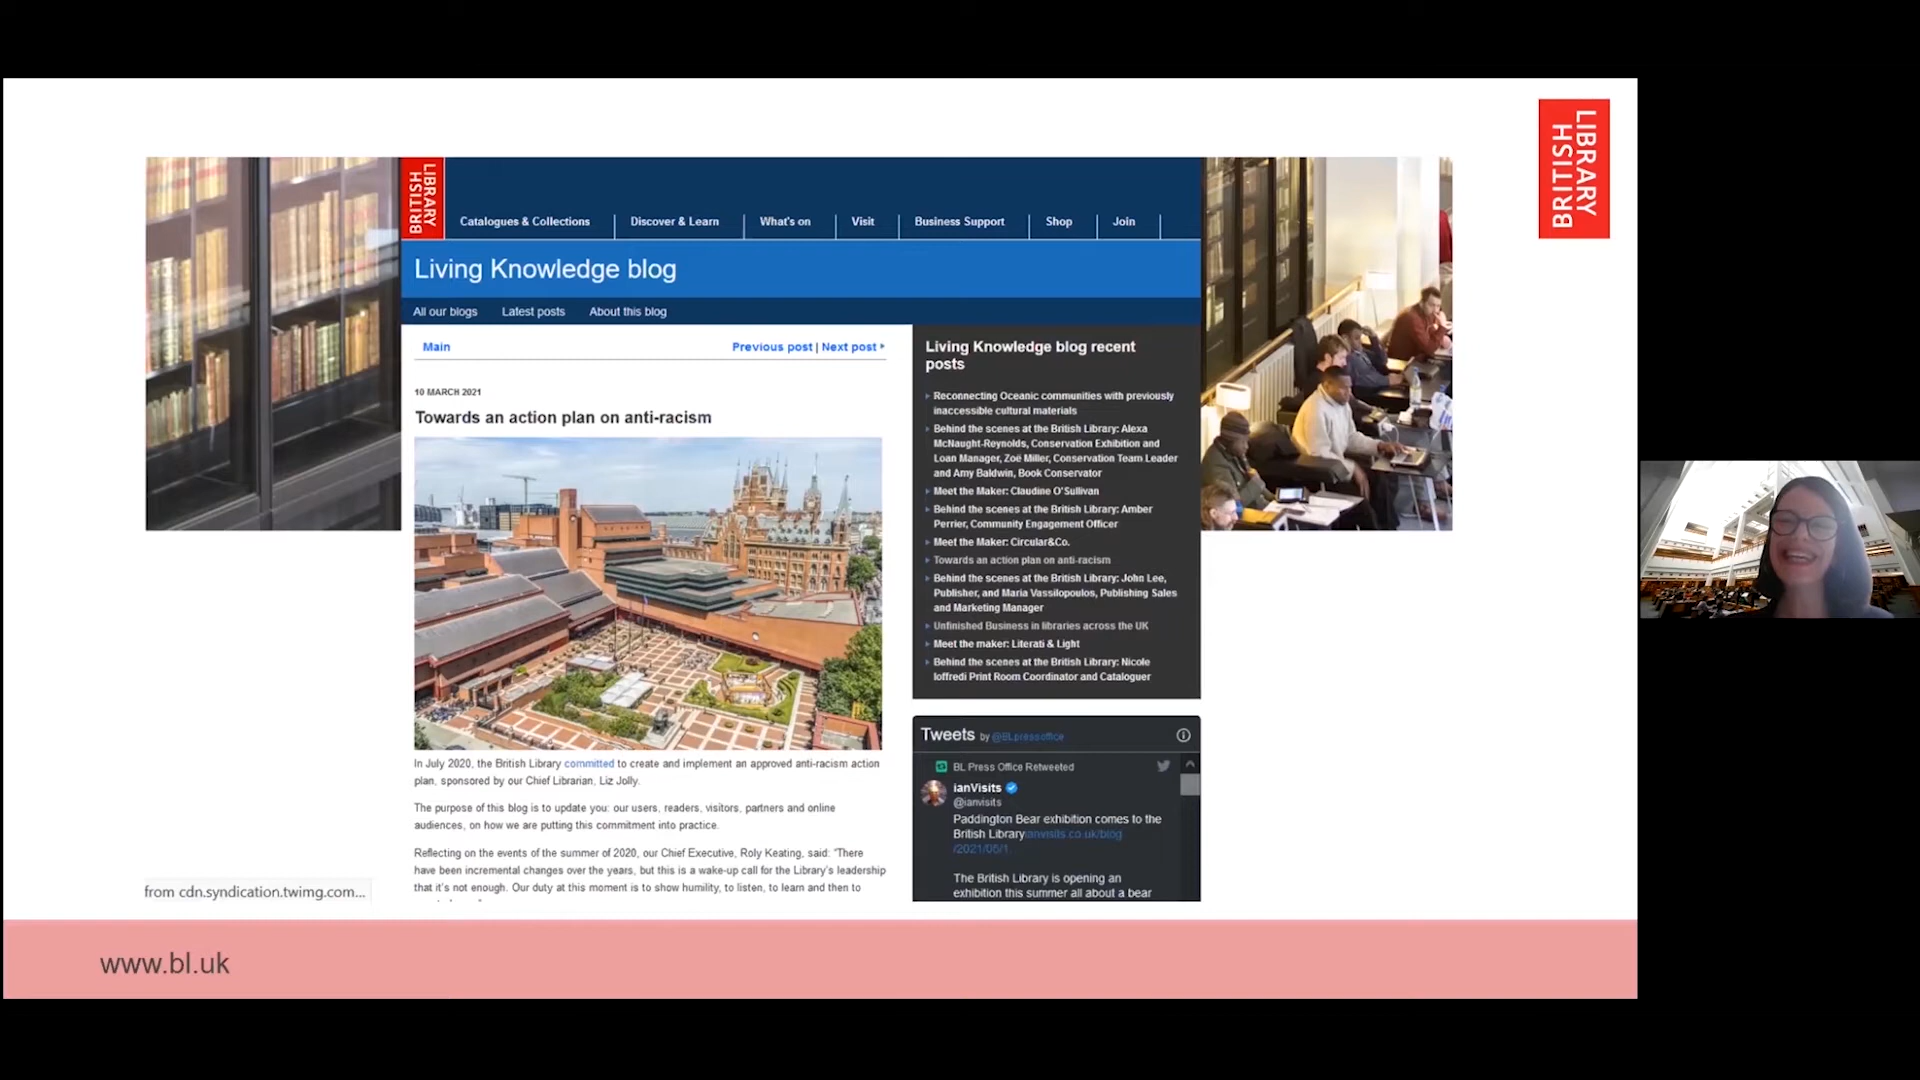 LIBRARY
BRITISH
LIBRARY
BRITISH
Catalogues & Collections
Discover & Learn
What's on
Visit
Business Support
Shop
Join
Living Knowledge blog
All our blogs
Latest posts
About this blog
Main
Previous post | Next post
10 MARCH 2021
Towards an action plan on anti-racism
In July 2020, the British Library committed to create and implement an approved anti-racism action
plan, sponsored by our Chief Librarian, Liz Jolly.
The purpose of this blog is to update you: our users, readers, visitors, partners and online
audiences, on how we are putting this commitment into practice.
Reflecting on the events of the summer of 2020, our Chief Executive, Roly Keating, said: "There
have been incremental changes over the years, but this is a wake-up call for the Library's leadership
that it's not enough. Our duty at this moment is to show humility, to listen, to learn and then to
Living Knowledge blog recent
posts
Reconnecting Oceanic communities with previously
inaccessible cultural materials
Behind the scenes at the British Library: Alexa
McNaught-Reynolds, Conservation Exhibition and
Loan Manager, Zoë Miller, Conservation Team Leader
and Amy Baldwin, Book Conservator
Meet the Maker: Claudine O'Sullivan
Behind the scenes at the British Library: Amber
Perrier, Community Engagement Officer
Meet the Maker: Circular&Co.
Towards an action plan on anti-racism
Behind the scenes at the British Library: John Lee,
Publisher, and Maria Vassilopoulos, Publishing Sales
and Marketing Manager
Unfinished Business in libraries across the UK
Meet the maker: Literati & Light
Behind the scenes at the British Library: Nicole
Ioffredi Print Room Coordinator and Cataloguer
Tweets by @BLpressoffice
BL Press Office Retweeted
ianVisits
@ianvisits
Paddington Bear exhibition comes to the
British Library ianvisits.co.uk/blog
/2021/05/1…
The British Library is opening an
exhibition this summer all about a bear
from cdn.syndication.twimg.com...
www.bl.uk